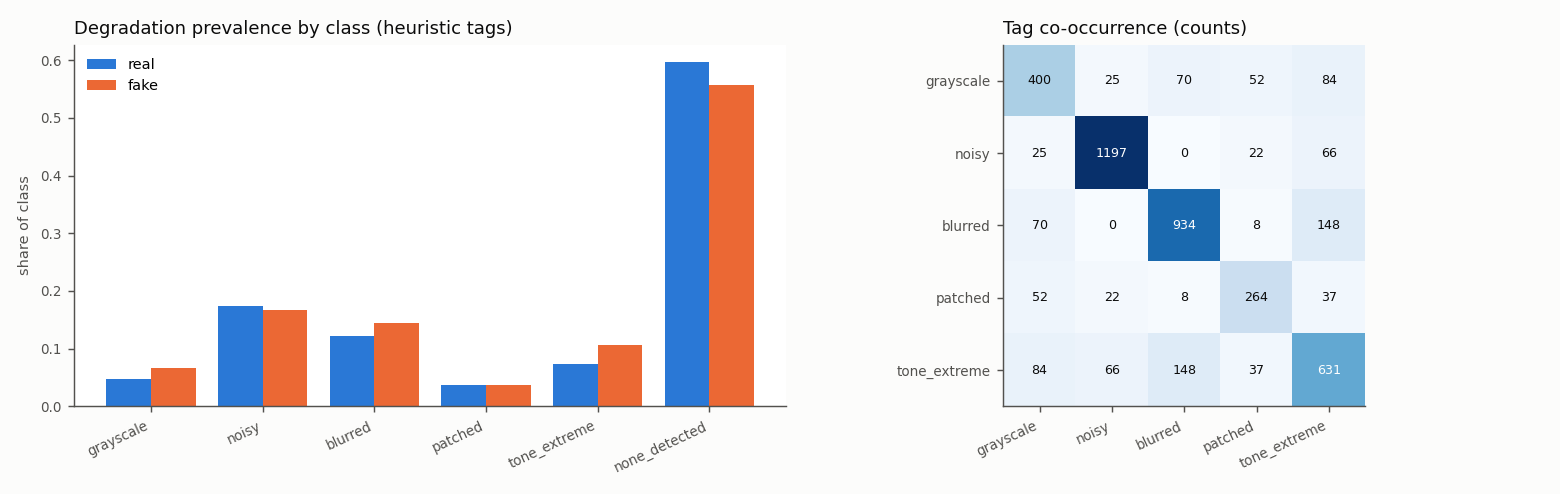 Degradation prevalence by class (heuristic tags)
real
fake
share of class
0.6
0.5
0.4
0.3
0.2
0.1
0.0
grayscale
noisy
blurred
patched
tone_extreme
none_detected
Tag co-occurrence (counts)
grayscale 400 25 70 52 84
noisy 25 1197 0 22 66
blurred 70 0 934 8 148
patched 52 22 8 264 37
tone_extreme 84 66 148 37 631
grayscale
noisy
blurred
patched
tone_extreme